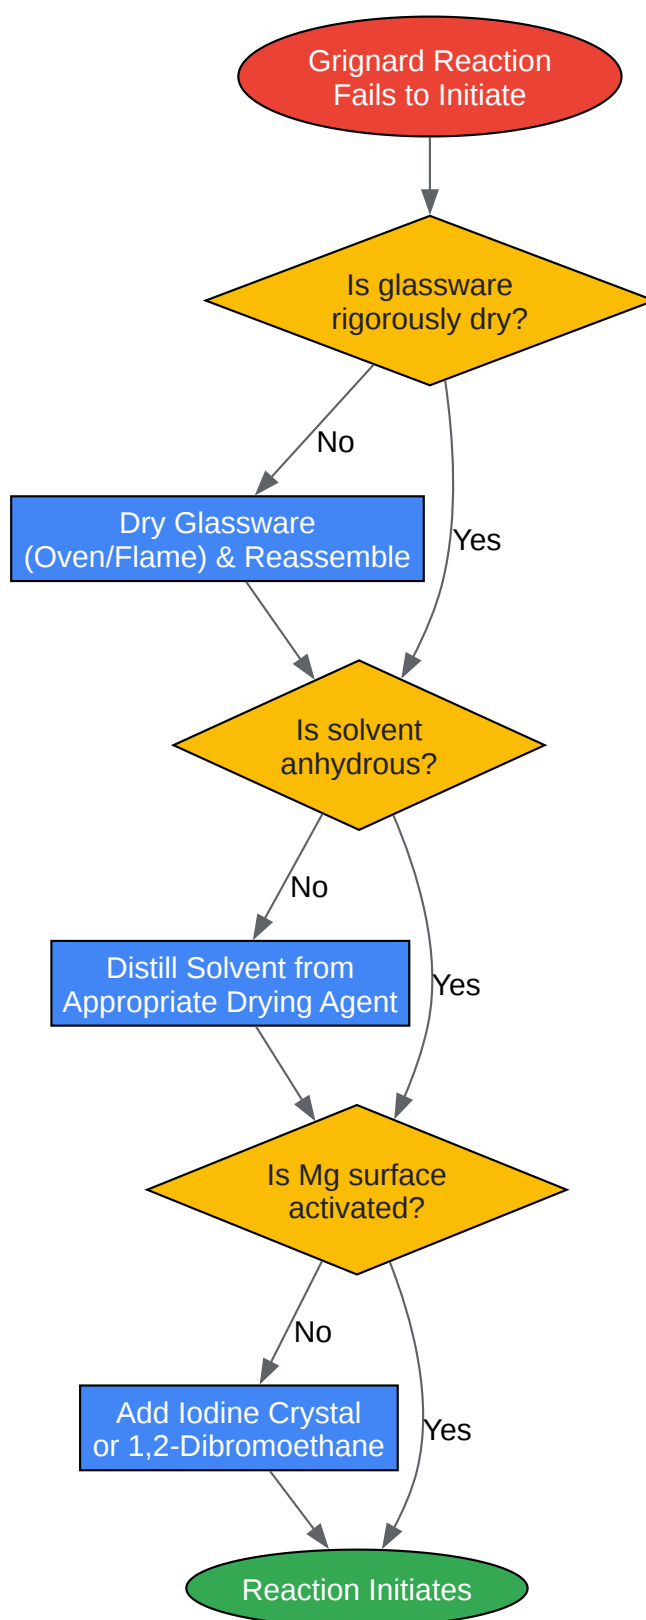 Grignard Reaction
Fails to Initiate
Is glassware
rigorously dry?
No
Dry Glassware
(Oven/Flame) & Reassemble
Yes
Is solvent
anhydrous?
No
Distill Solvent from
Appropriate Drying Agent
Yes
Is Mg surface
activated?
No
Add Iodine Crystal
or 1,2-Dibromoethane
Yes
Reaction Initiates